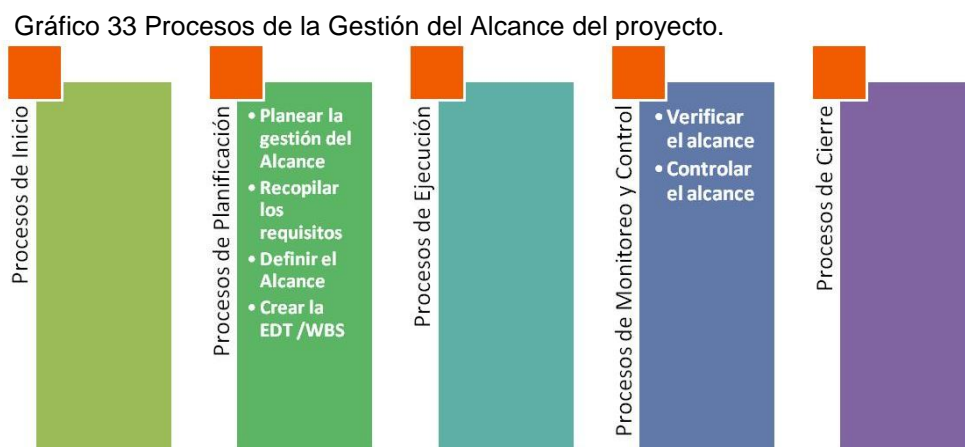 Gráfico 33 Procesos de la Gestión del Alcance del proyecto.
Procesos de Inicio
Procesos de Planificación
• Planear la
gestión del
Alcance
• Recopilar
los
requisitos
• Definir el
Alcance
• Crear la
EDT /WBS
Procesos de Ejecución
Procesos de Monitoreo y Control
• Verificar
el alcance
• Controlar
el alcance
Procesos de Cierre